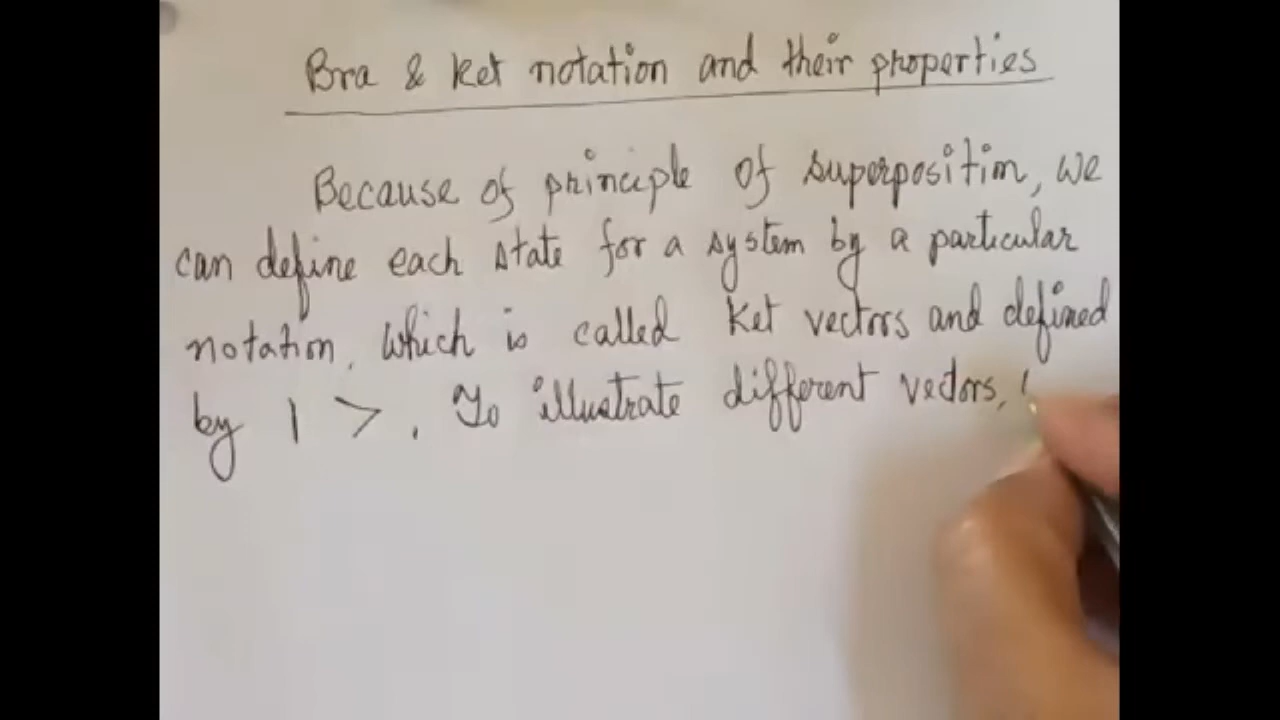 Bra & Ket notation and their properties
Because of principle of superposition, we
can define each state for a system by a particular
notation, which is called Ket vectors and defined
by | >. To illustrate different vectors,